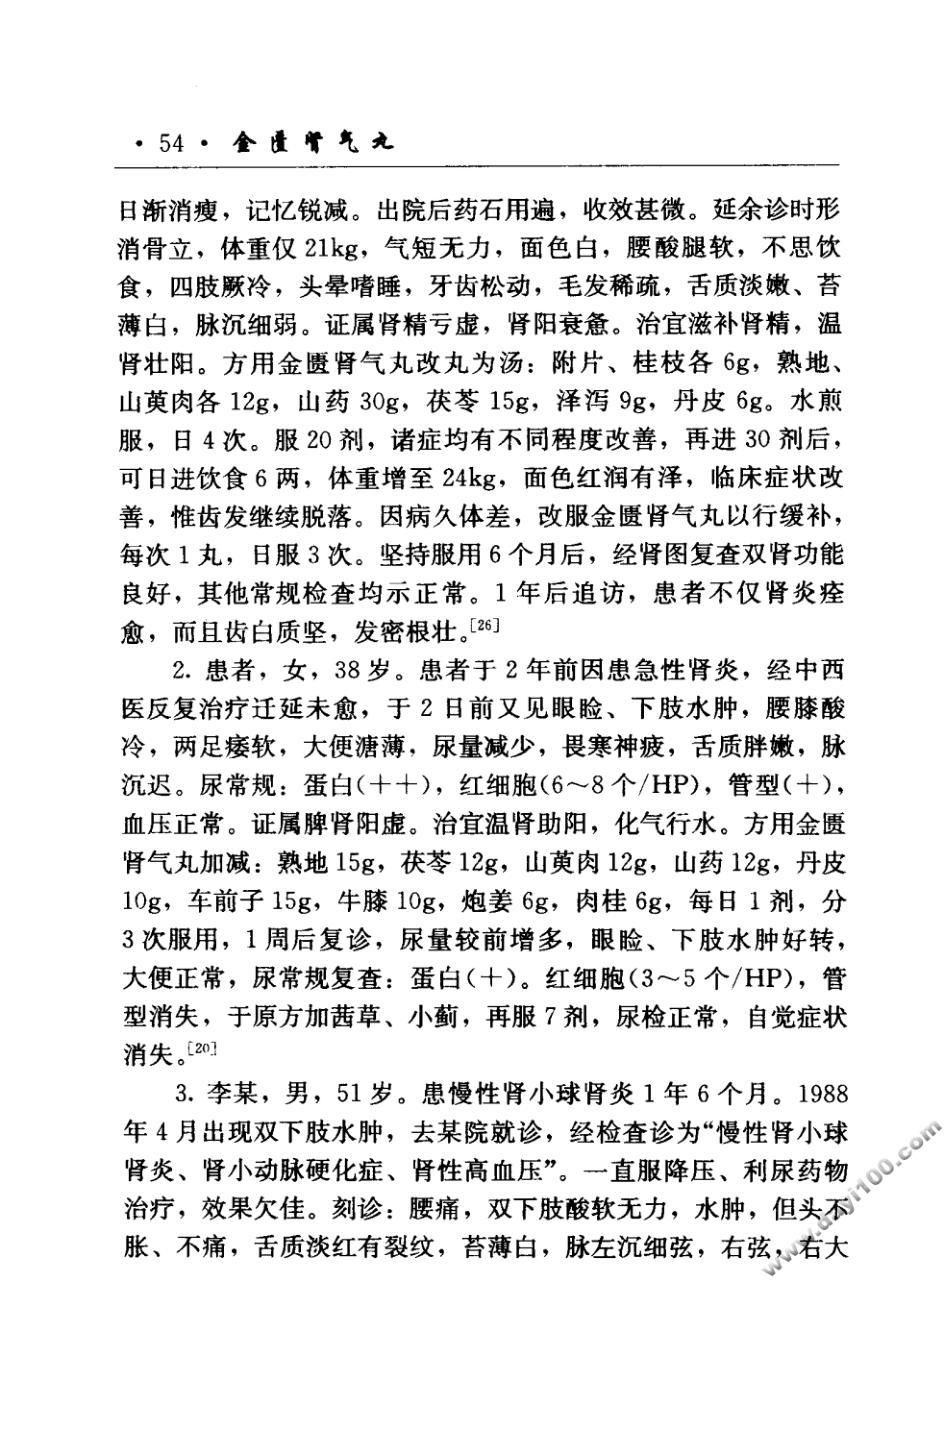 · 54 · 金匮肾气丸
日渐消瘦，记忆锐减。出院后药石用遍，收效甚微。延余诊时形
消骨立，体重仅 21kg，气短无力，面色白，腰酸腿软，不思饮
食，四肢厥冷，头晕嗜睡，牙齿松动，毛发稀疏，舌质淡嫩、苔
薄白，脉沉细弱。证属肾精亏虚，肾阳衰惫。治宜滋补肾精，温
肾壮阳。方用金匮肾气丸改丸为汤：附片、桂枝各 6g，熟地、
山萸肉各 12g，山药 30g，茯苓 15g，泽泻 9g，丹皮 6g。水煎
服，日 4 次。服 20 剂，诸症均有不同程度改善，再进 30 剂后，
可日进饮食 6 两，体重增至 24kg，面色红润有泽，临床症状改
善，惟齿发继续脱落。因病久体差，改服金匮肾气丸以行缓补，
每次 1 丸，日服 3 次。坚持服用 6 个月后，经肾图复查双肾功能
良好，其他常规检查均示正常。1 年后追访，患者不仅肾炎痊
愈，而且齿白质坚，发密根壮。[26]
2. 患者，女，38 岁。患者于 2 年前因患急性肾炎，经中西
医反复治疗迁延未愈，于 2 日前又见眼睑、下肢水肿，腰膝酸
冷，两足痿软，大便溏薄，尿量减少，畏寒神疲，舌质胖嫩，脉
沉迟。尿常规：蛋白(＋＋)，红细胞(6～8 个/HP)，管型(＋)，
血压正常。证属脾肾阳虚。治宜温肾助阳，化气行水。方用金匮
肾气丸加减：熟地 15g，茯苓 12g，山萸肉 12g，山药 12g，丹皮
10g，车前子 15g，牛膝 10g，炮姜 6g，肉桂 6g，每日 1 剂，分
3 次服用，1 周后复诊，尿量较前增多，眼睑、下肢水肿好转，
大便正常，尿常规复查：蛋白(＋)。红细胞(3～5 个/HP)，管
型消失，于原方加茜草、小蓟，再服 7 剂，尿检正常，自觉症状
消失。[20]
3. 李某，男，51 岁。患慢性肾小球肾炎 1 年 6 个月。1988
年 4 月出现双下肢水肿，去某院就诊，经检查诊为“慢性肾小球
肾炎、肾小动脉硬化症、肾性高血压”。一直服降压、利尿药物
治疗，效果欠佳。刻诊：腰痛，双下肢酸软无力，水肿，但头不
胀、不痛，舌质淡红有裂纹，苔薄白，脉左沉细弦，右弦，右大
www.dayi100.com